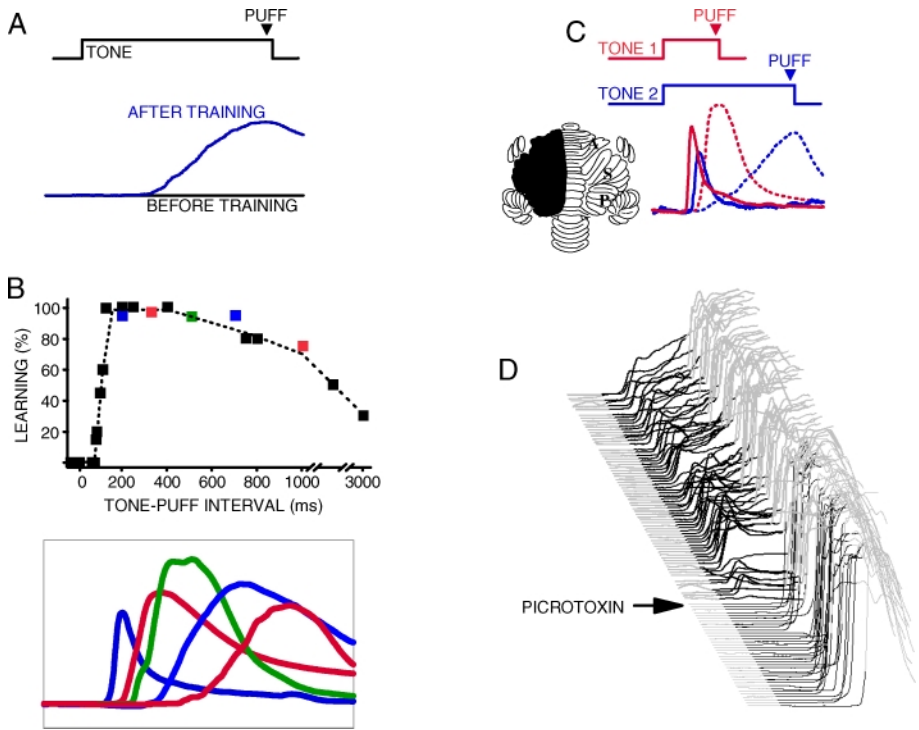 A
PUFF
TONE
AFTER TRAINING
BEFORE TRAINING
B
LEARNING (%)
100
80
60
40
20
0 200 400 600 800 1000 3000
TONE-PUFF INTERVAL (ms)
C
PUFF
TONE 1
PUFF
TONE 2
A
S
P
D
PICROTOXIN